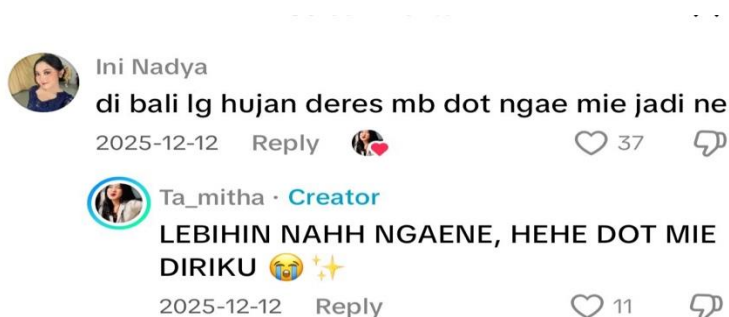 Ini Nadya
di bali lg hujan deres mb dot ngae mie jadi ne
2025-12-12 Reply 37
Ta_mitha · Creator
LEBIHIN NAHH NGAENE, HEHE DOT MIE
DIRIKU 😭✨
2025-12-12 Reply 11